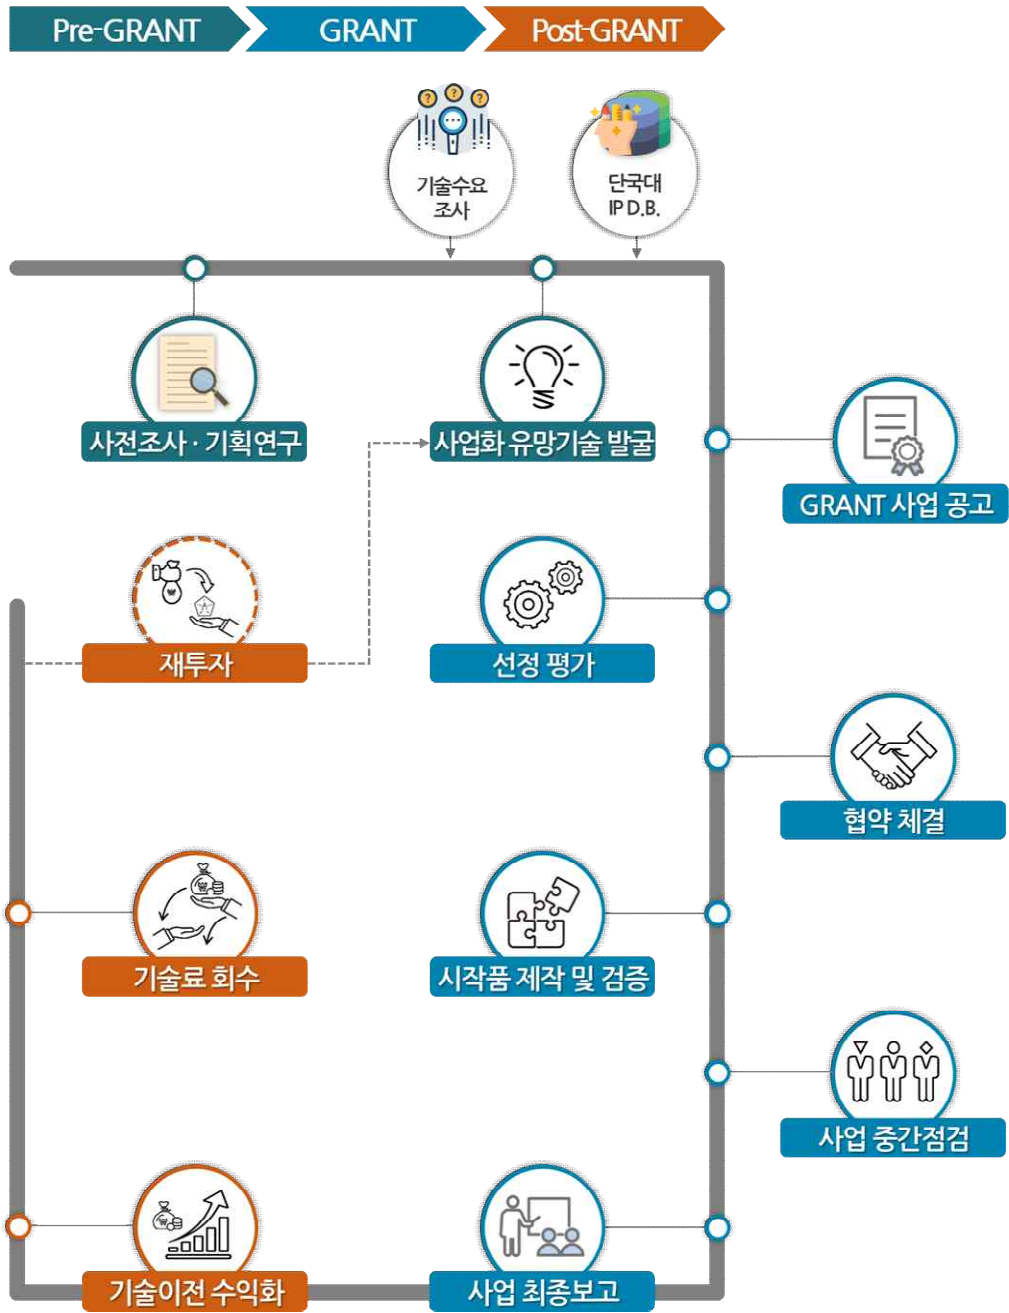 Pre-GRANT
GRANT
Post-GRANT
기술수요
조사
단국대
IP D.B.
사전조사 · 기획연구
사업화 유망기술 발굴
GRANT 사업 공고
재투자
선정 평가
협약 체결
기술료 회수
시작품 제작 및 검증
사업 중간점검
기술이전 수익화
사업 최종보고